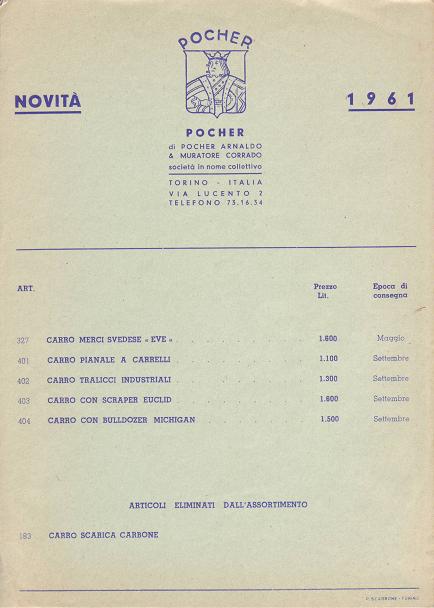 POCHER
NOVITÀ
1961
POCHER
di POCHER ARNALDO
& MURATORE CORRADO
società in nome collettivo
TORINO - ITALIA
VIA LUCENTO 2
TELEFONO 73.16.34
ART. Prezzo Lit. Epoca di consegna
327 CARRO MERCI SVEDESE « EVE » 1.600 Maggio
401 CARRO PIANALE A CARRELLI 1.100 Settembre
402 CARRO TRALICCI INDUSTRIALI 1.300 Settembre
403 CARRO CON SCRAPER EUCLID 1.600 Settembre
404 CARRO CON BULLDOZER MICHIGAN 1.500 Settembre
ARTICOLI ELIMINATI DALL'ASSORTIMENTO
183 CARRO SCARICA CARBONE
TORINO